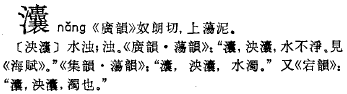 灢 nǎng 《廣韻》奴朗切，上蕩泥。
〔泱灢〕水浊；浊。《廣韻·蕩韻》：“灢，泱灢，水不淨。見
《海賦》。”《集韻·蕩韻》：“灢，泱灢，水濁。”又《宕韻》：
“灢，泱灢，濁也。”